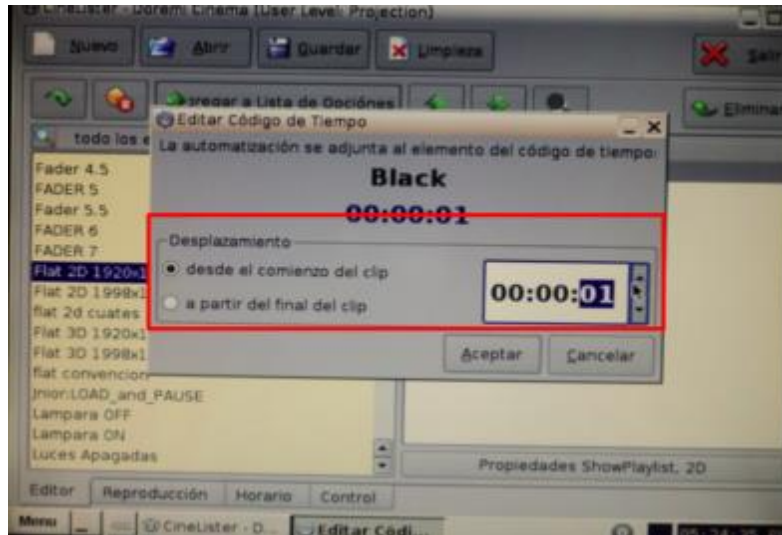 CineLister - Doremi Cinema (User Level: Projection)
Nuevo Abrir Guardar Limpieza Salir
a Lista de Opciónes Elimina
Editar Código de Tiempo
todo los e
La automatización se adjunta al elemento del código de tiempo:
Black
00:00:01
Fader 4.5
FADER 5
Fader 5.5
FADER 6
FADER 7
Flat 2D 1920x1
Flat 2D 1998x1
flat 2d cuates
Flat 3D 1920x1
Flat 3D 1998x1
flat convencion
Jnior:LOAD_and_PAUSE
Lampara OFF
Lampara ON
Luces Apagadas
Desplazamiento
desde el comienzo del clip
a partir del final del clip
00:00:01
Aceptar Cancelar
Propiedades ShowPlaylist, 2D
Editor Reproducción Horario Control
Menu CineLister - D... Editar Códi...